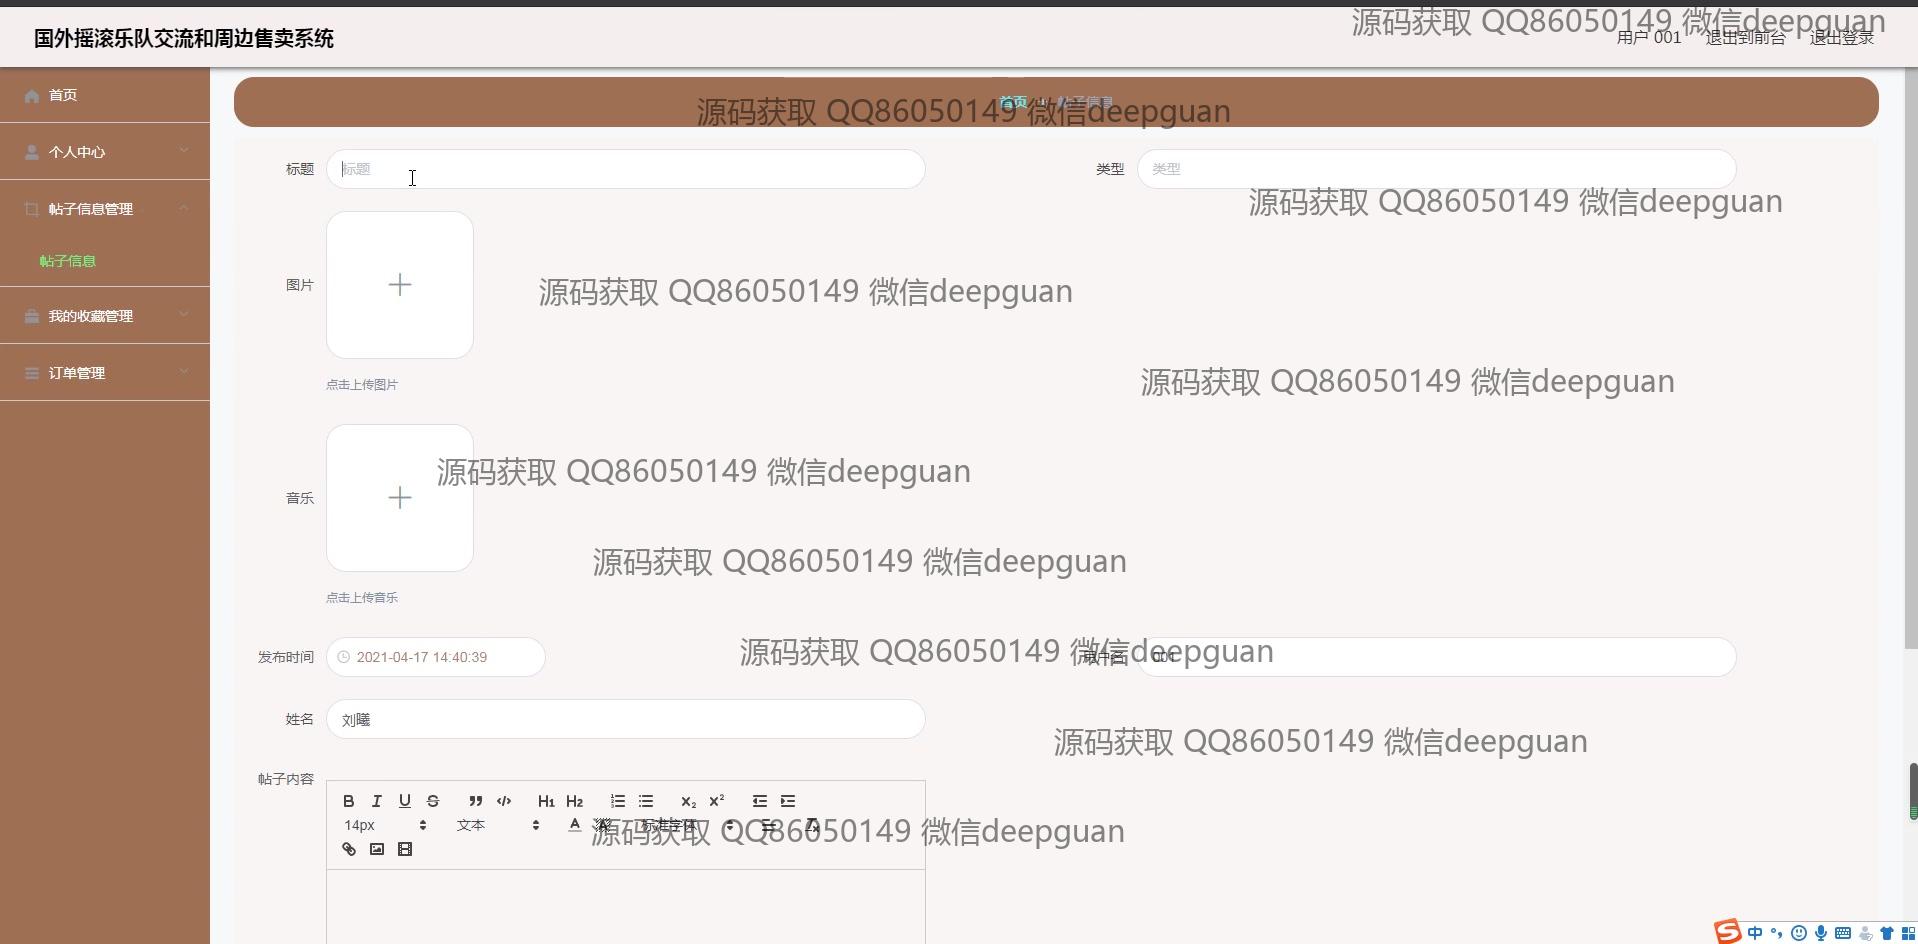 源码获取 QQ86050149 微信deepguan
国外摇滚乐队交流和周边售卖系统
用户 001 退出到前台 退出登录
首页
首页 帖子信息
源码获取 QQ86050149 微信deepguan
个人中心
标题 标题
类型 类型
源码获取 QQ86050149 微信deepguan
帖子信息管理
帖子信息
图片
源码获取 QQ86050149 微信deepguan
我的收藏管理
订单管理
点击上传图片
源码获取 QQ86050149 微信deepguan
源码获取 QQ86050149 微信deepguan
音乐
源码获取 QQ86050149 微信deepguan
点击上传音乐
发布时间 2021-04-17 14:40:39
源码获取 QQ86050149 微信deepguan
用户名 001
姓名 刘曦
源码获取 QQ86050149 微信deepguan
帖子内容
B I U S H1 H2 X2 X2
14px 文本 A A 标准字体
源码获取 QQ86050149 微信deepguan
S 中